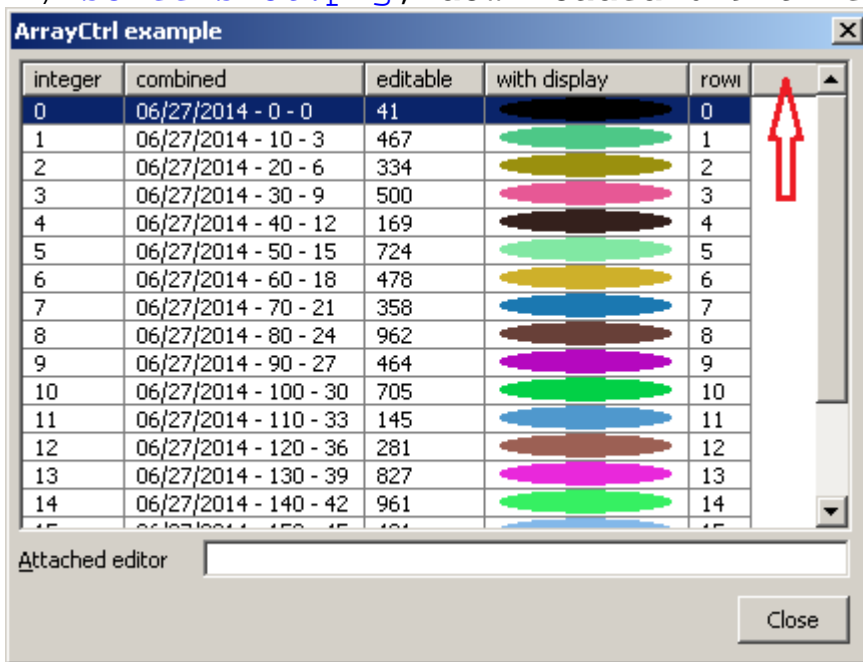 ArrayCtrl example
integer combined editable with display rowi
0 06/27/2014 - 0 - 0 41 0
1 06/27/2014 - 10 - 3 467 1
2 06/27/2014 - 20 - 6 334 2
3 06/27/2014 - 30 - 9 500 3
4 06/27/2014 - 40 - 12 169 4
5 06/27/2014 - 50 - 15 724 5
6 06/27/2014 - 60 - 18 478 6
7 06/27/2014 - 70 - 21 358 7
8 06/27/2014 - 80 - 24 962 8
9 06/27/2014 - 90 - 27 464 9
10 06/27/2014 - 100 - 30 705 10
11 06/27/2014 - 110 - 33 145 11
12 06/27/2014 - 120 - 36 281 12
13 06/27/2014 - 130 - 39 827 13
14 06/27/2014 - 140 - 42 961 14
Attached editor
Close